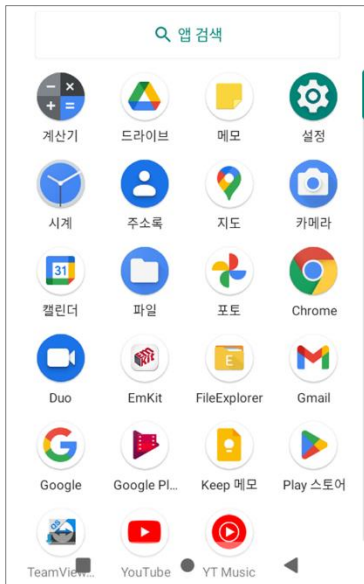 앱 검색
계산기 드라이브 메모 설정
시계 주소록 지도 카메라
31
캘린더 파일 포토 Chrome
E
Duo EmKit FileExplorer Gmail
Google Google Pl... Keep 메모 Play 스토어
TeamView... YouTube YT Music